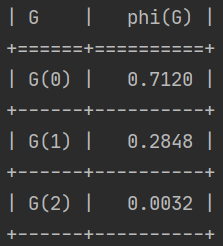 | G    |   phi(G) |
+======+==========+
| G(0) |   0.7120 |
+------+----------+
| G(1) |   0.2848 |
+------+----------+
| G(2) |   0.0032 |
+------+----------+